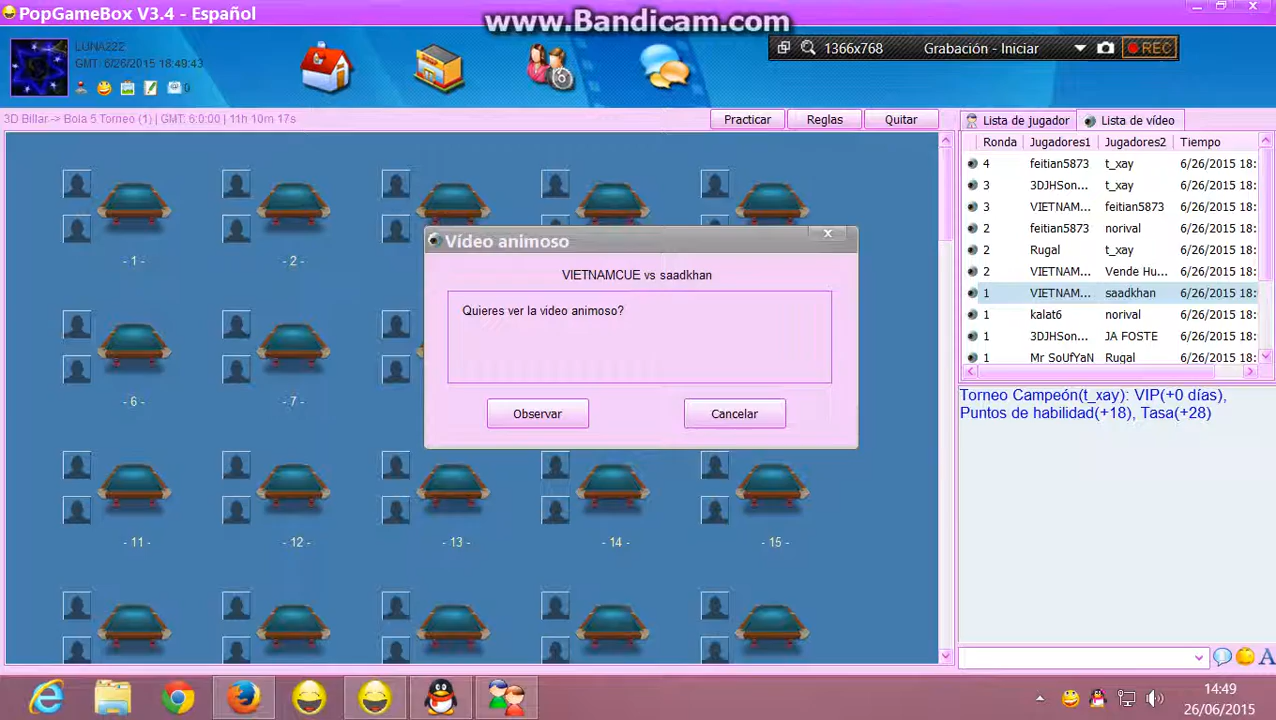 PopGameBox V3.4 - Español
www.Bandicam.com
LUNA222
GMT: 6/26/2015 18:49:43
0
6
1366x768
Grabación - Iniciar
REC
3D Billar -> Bola 5 Torneo (1) | GMT: 6:0:00 | 11h 10m 17s
Practicar
Reglas
Quitar
Lista de jugador
Lista de vídeo
Ronda Jugadores1 Jugadores2 Tiempo
4 feitian5873 t_xay 6/26/2015 18:
3 3DJHSon... t_xay 6/26/2015 18:
3 VIETNAM... feitian5873 6/26/2015 18:
2 feitian5873 norival 6/26/2015 18:
2 Rugal t_xay 6/26/2015 18:
2 VIETNAM... Vende Hu... 6/26/2015 18:
1 VIETNAM... saadkhan 6/26/2015 18:
1 kalat6 norival 6/26/2015 18:
1 3DJHSon... JA FOSTE 6/26/2015 18:
1 Mr SoUfYaN Rugal 6/26/2015 18:
Torneo Campeón(t_xay): VIP(+0 días),
Puntos de habilidad(+18), Tasa(+28)
- 1 -
- 2 -
Vídeo animoso
VIETNAMCUE vs saadkhan
Quieres ver la video animoso?
Observar
Cancelar
- 6 -
- 7 -
- 11 -
- 12 -
- 13 -
- 14 -
- 15 -
A
14:49
26/06/2015